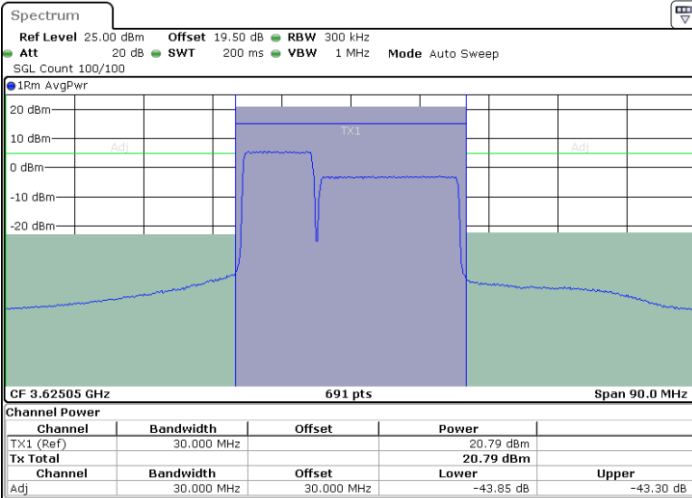 Spectrum
Ref Level 25.00 dBm Offset 19.50 dB RBW 300 kHz
Att 20 dB SWT 200 ms VBW 1 MHz Mode Auto Sweep
SGL Count 100/100
1Rm AvgPwr
20 dBm
TX1
10 dBm
Adj Adj
0 dBm
-10 dBm
-20 dBm
CF 3.62505 GHz 691 pts Span 90.0 MHz
Channel Power
Channel Bandwidth Offset Power
TX1 (Ref) 30.000 MHz 20.79 dBm
Tx Total 20.79 dBm
Channel Bandwidth Offset Lower Upper
Adj 30.000 MHz 30.000 MHz -43.85 dB -43.30 dB